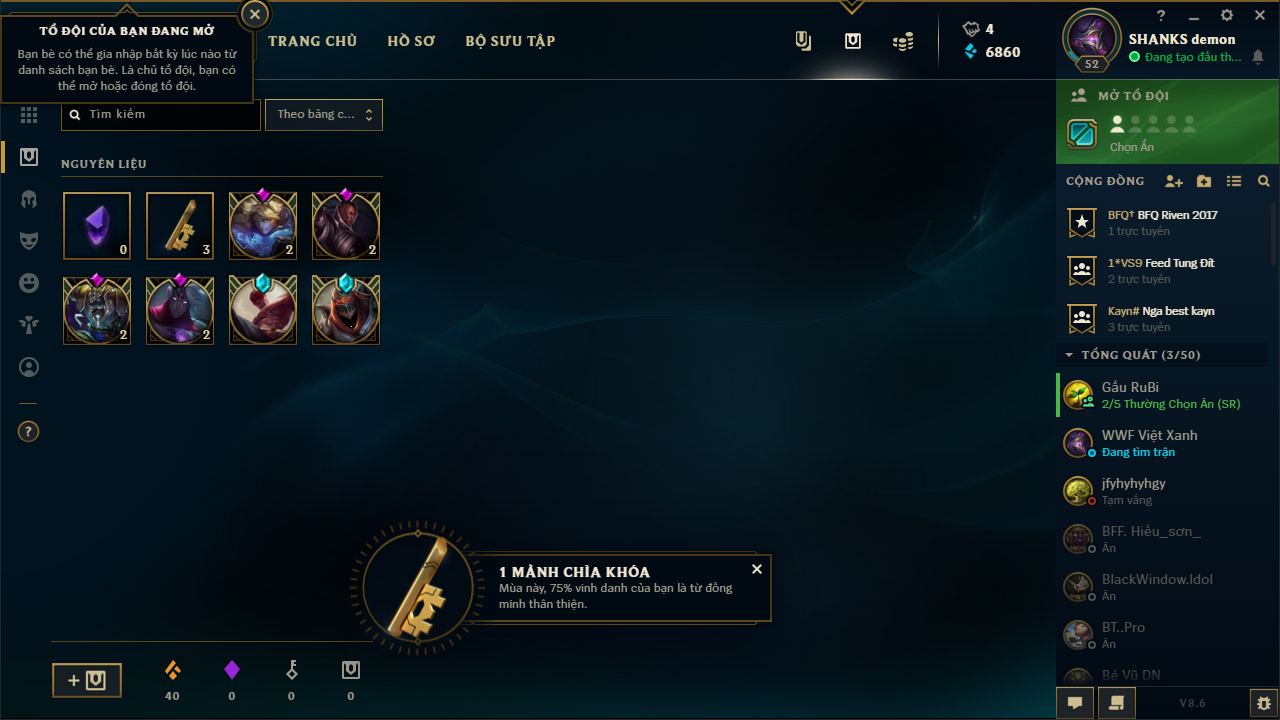 TỔ ĐỘI CỦA BẠN ĐANG MỞ
Bạn bè có thể gia nhập bất kỳ lúc nào từ
danh sách bạn bè. Là chủ tổ đội, bạn có
thể mở hoặc đóng tổ đội.
TRANG CHỦ
HỒ SƠ
BỘ SƯU TẬP
4
6860
?
52
SHANKS demon
Đang tạo đấu th...
Tìm kiếm
Theo bảng c...
NGUYÊN LIỆU
0
3
2
2
2
2
?
1 MẢNH CHÌA KHÓA
Mùa này, 75% vinh danh của bạn là từ đồng
minh thân thiện.
+
40
0
0
0
MỞ TỔ ĐỘI
Chọn Ẩn
CỘNG ĐỒNG
BFQ† BFQ Riven 2017
1 trực tuyến
1*VS9 Feed Tung Đít
2 trực tuyến
Kayn# Nga best kayn
3 trực tuyến
TỔNG QUÁT (3/50)
Gấu RuBi
2/5 Thường Chọn Ẩn (SR)
WWF Việt Xanh
Đang tìm trận
jfyhyhyhgy
Tạm vắng
BFF. Hiếu_sơn_
Ẩn
BlackWindow.Idol
Ẩn
BT..Pro
Ẩn
Bé Vũ DN
V8.6